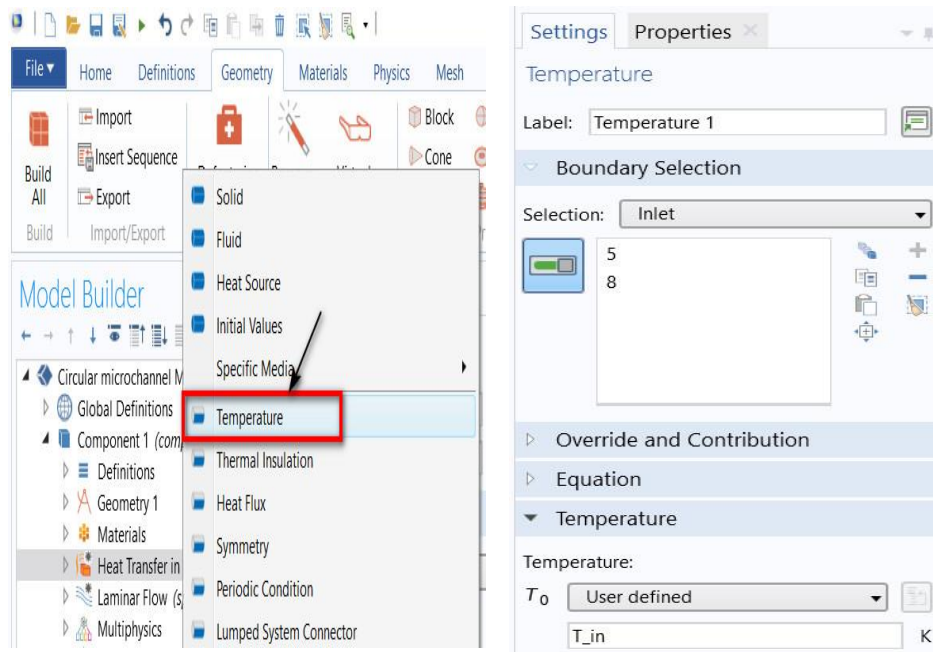 File Home Definitions Geometry Materials Physics Mesh
Import
Insert Sequence
Export
Build
All
Build Import/Export
Block
Cone
Model Builder
Circular microchannel M
Global Definitions
Component 1 (com
Definitions
Geometry 1
Materials
Heat Transfer in
Laminar Flow (s
Multiphysics
Solid
Fluid
Heat Source
Initial Values
Specific Media
Temperature
Thermal Insulation
Heat Flux
Symmetry
Periodic Condition
Lumped System Connector
Settings Properties
Temperature
Label: Temperature 1
Boundary Selection
Selection: Inlet
5
8
Override and Contribution
Equation
Temperature
Temperature:
T0 User defined
T_in K